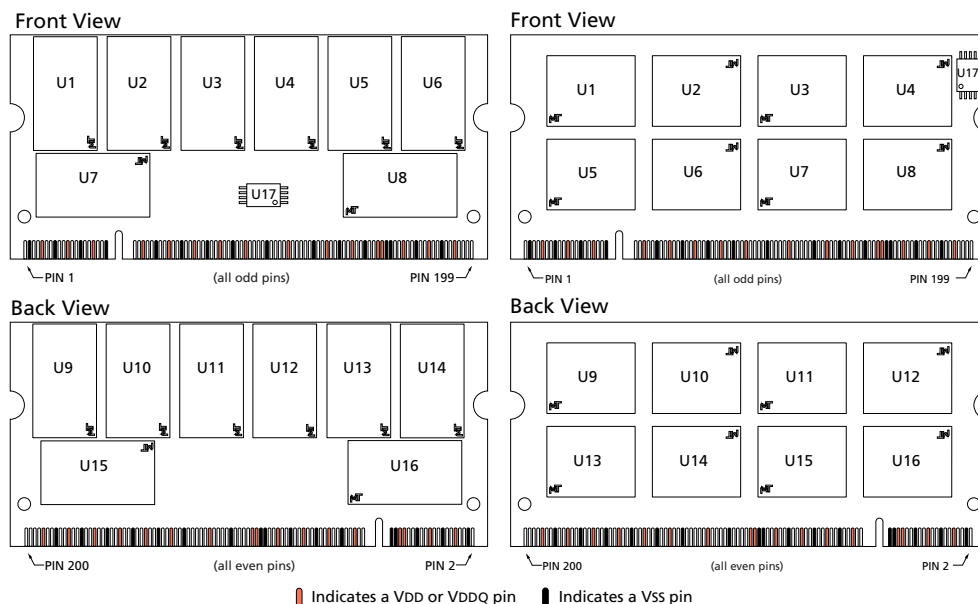 Front View
U1 U2 U3 U4 U5 U6
U7 U17 U8
PIN 1 (all odd pins) PIN 199
Front View
U1 U2 U3 U4 U17
U5 U6 U7 U8
PIN 1 (all odd pins) PIN 199
Back View
U9 U10 U11 U12 U13 U14
U15 U16
PIN 200 (all even pins) PIN 2
Back View
U9 U10 U11 U12
U13 U14 U15 U16
PIN 200 (all even pins) PIN 2
Indicates a VDD or VDDQ pin Indicates a VSS pin